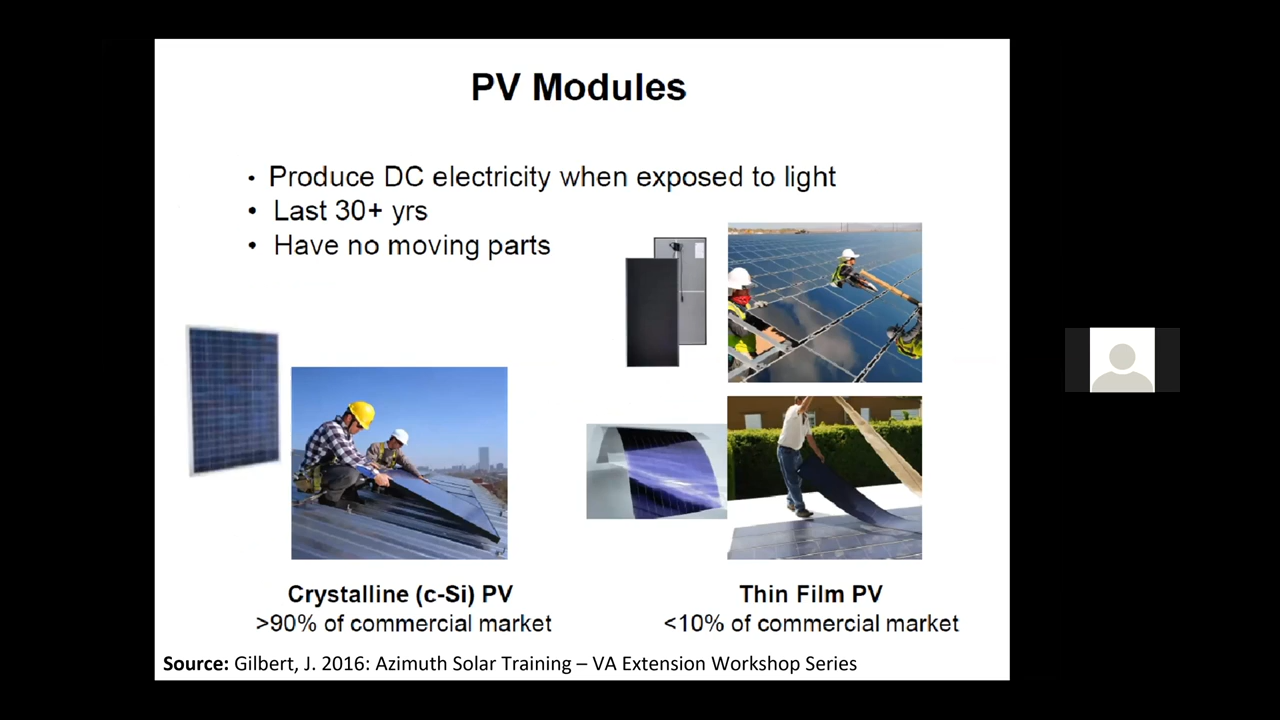 PV Modules
• Produce DC electricity when exposed to light
• Last 30+ yrs
• Have no moving parts
Crystalline (c-Si) PV
>90% of commercial market
Thin Film PV
<10% of commercial market
Source: Gilbert, J. 2016: Azimuth Solar Training – VA Extension Workshop Series